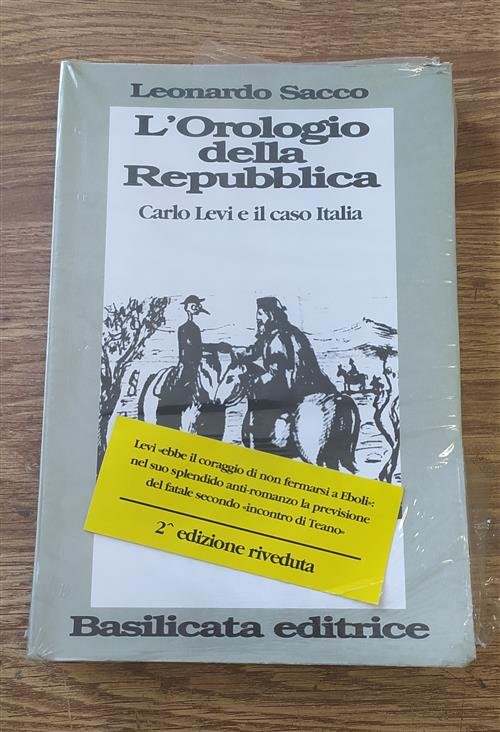 Leonardo Sacco
L'Orologio
della
Repubblica
Carlo Levi e il caso Italia
Levi «ebbe il coraggio di non fermarsi a Eboli»:
nel suo splendido anti-romanzo la previsione
del fatale secondo «incontro di Teano»
2^ edizione riveduta
Basilicata editrice